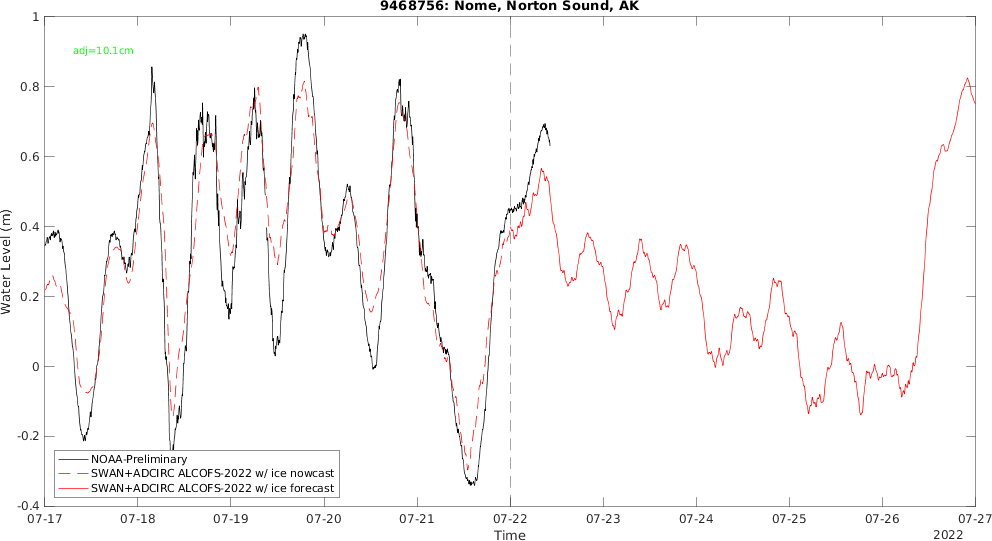 9468756: Nome, Norton Sound, AK
adj=10.1cm
Water Level (m)
1
0.8
0.6
0.4
0.2
0
-0.2
-0.4
NOAA-Preliminary
SWAN+ADCIRC ALCOFS-2022 w/ ice nowcast
SWAN+ADCIRC ALCOFS-2022 w/ ice forecast
07-17 07-18 07-19 07-20 07-21 07-22 07-23 07-24 07-25 07-26 07-27
Time
2022